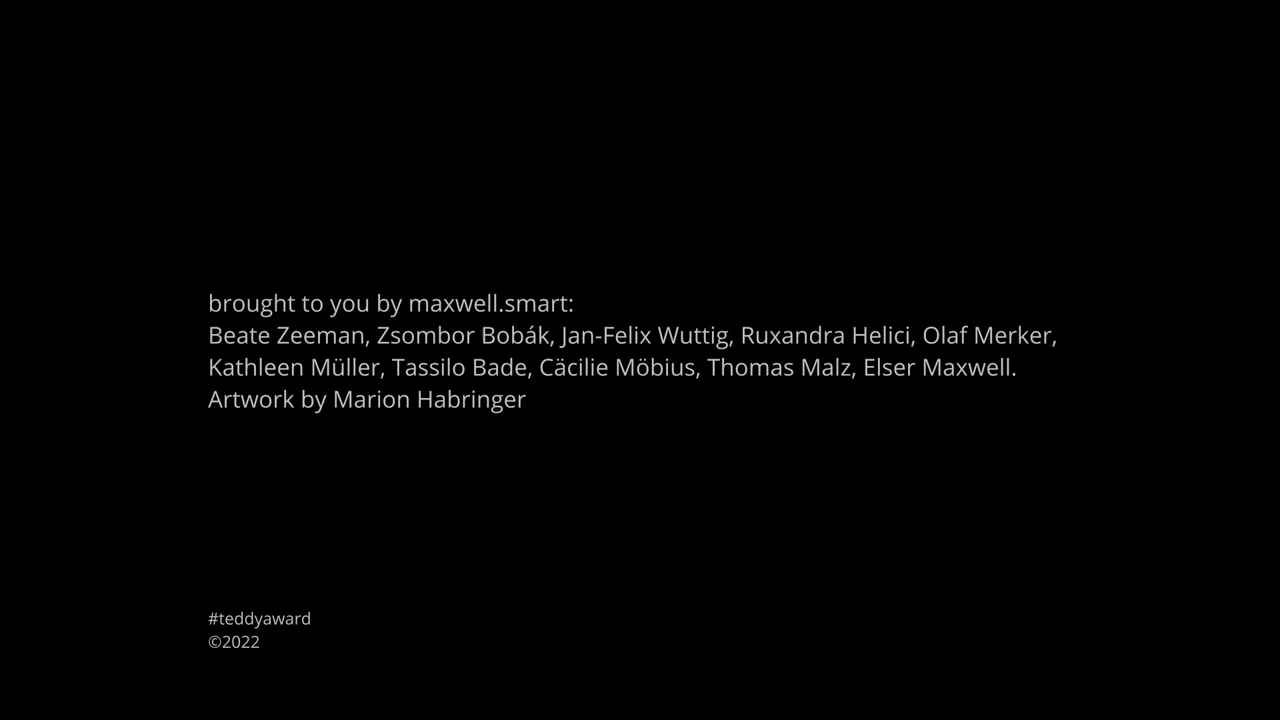 brought to you by maxwell.smart:
Beate Zeeman, Zsombor Bobák, Jan-Felix Wuttig, Ruxandra Helici, Olaf Merker,
Kathleen Müller, Tassilo Bade, Cäcilie Möbius, Thomas Malz, Elser Maxwell.
Artwork by Marion Habringer
#teddyaward
©2022